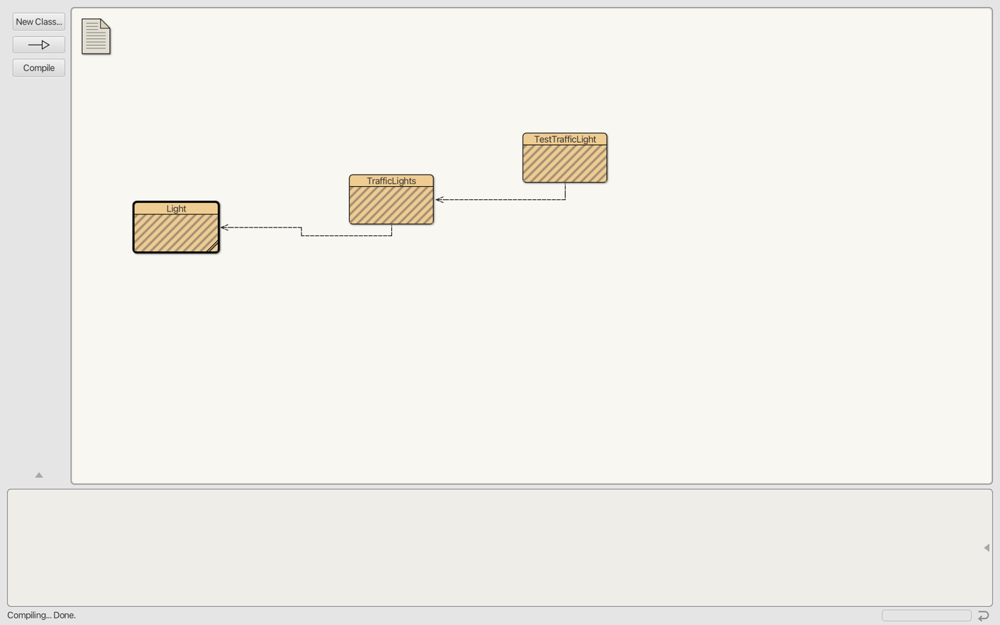 New Class...
Compile
TestTrafficLight
TrafficLights
Light
Compiling... Done.